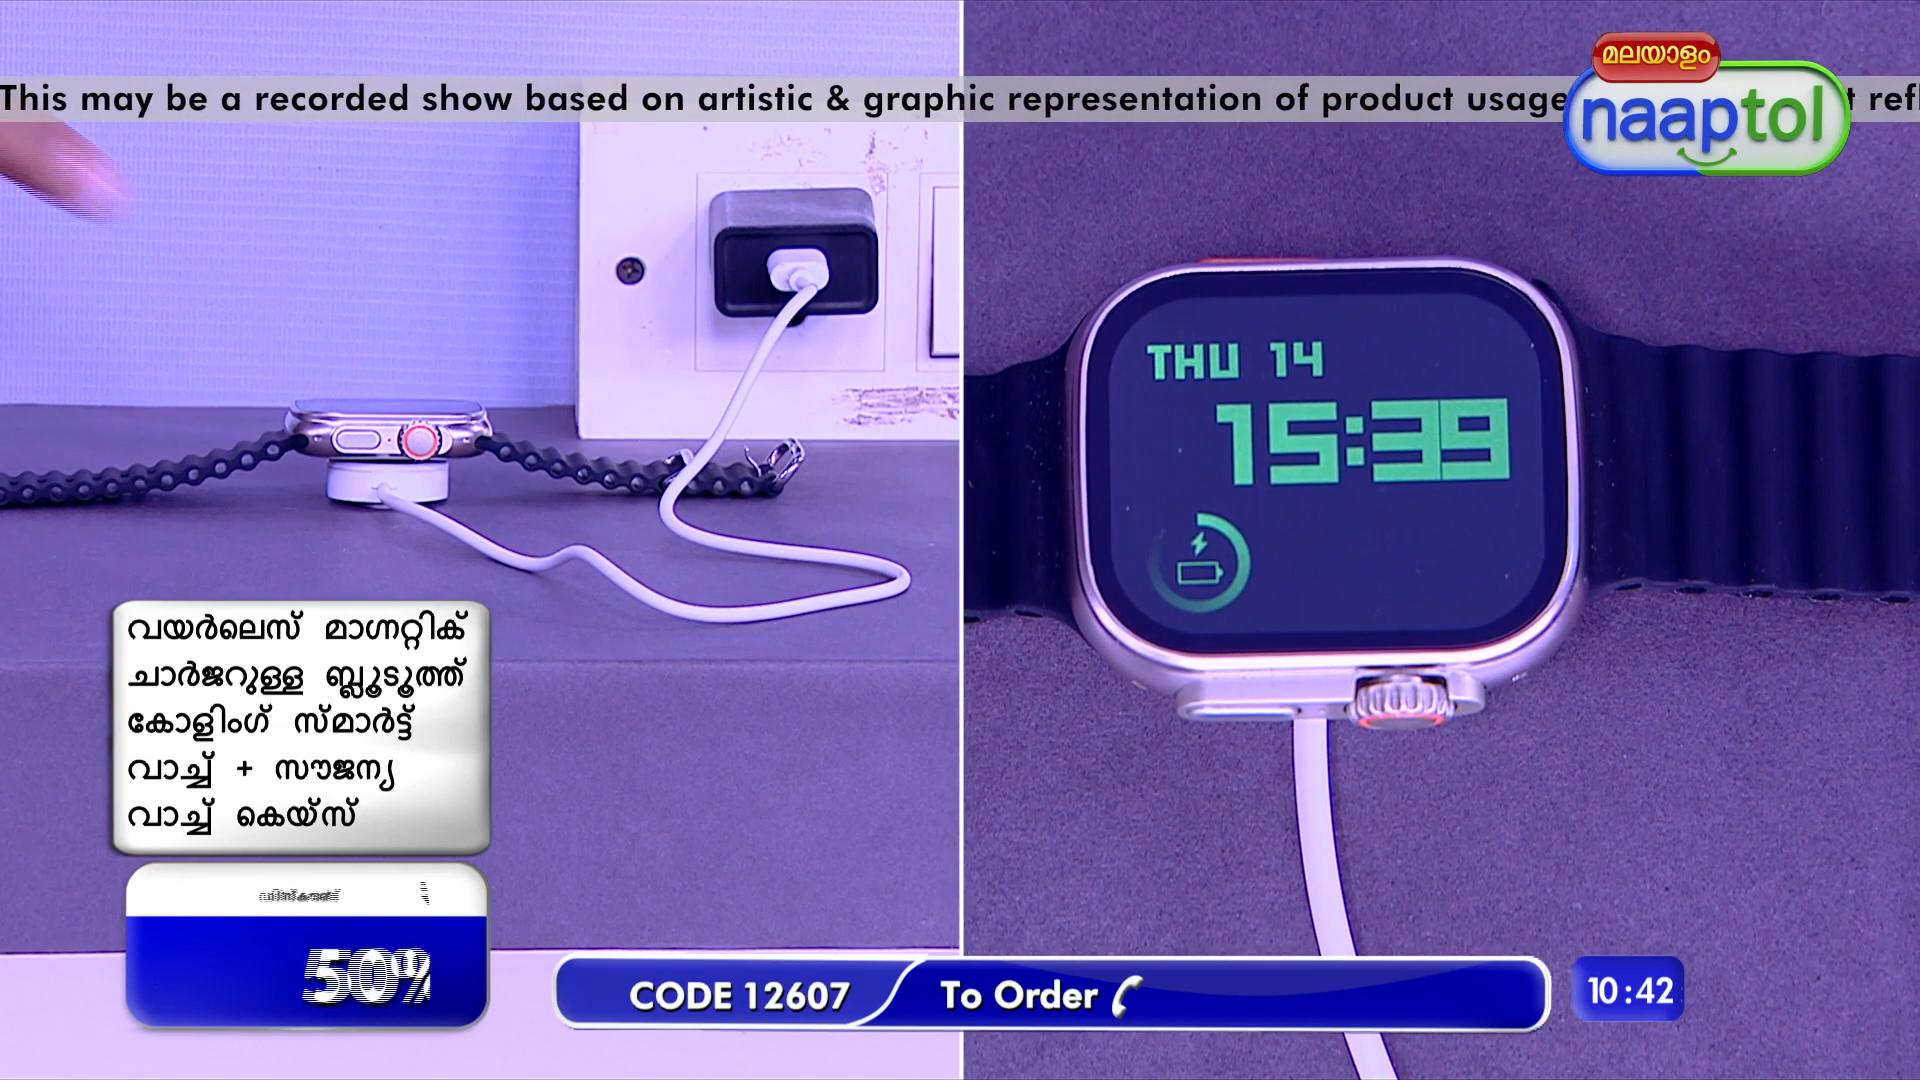 മലയാളം
This may be a recorded show based on artistic & graphic representation of product usage
t refl
naaptol
THU 14
15:39
വയർലെസ് മാഗ്നറ്റിക്
ചാർജറുള്ള ബ്ലൂടൂത്ത്
കോളിംഗ് സ്മാർട്ട്
വാച്ച് + സൗജന്യ
വാച്ച് കെയ്സ്
ഡിസ്കൗണ്ട്
50%
CODE 12607 To Order
10:42